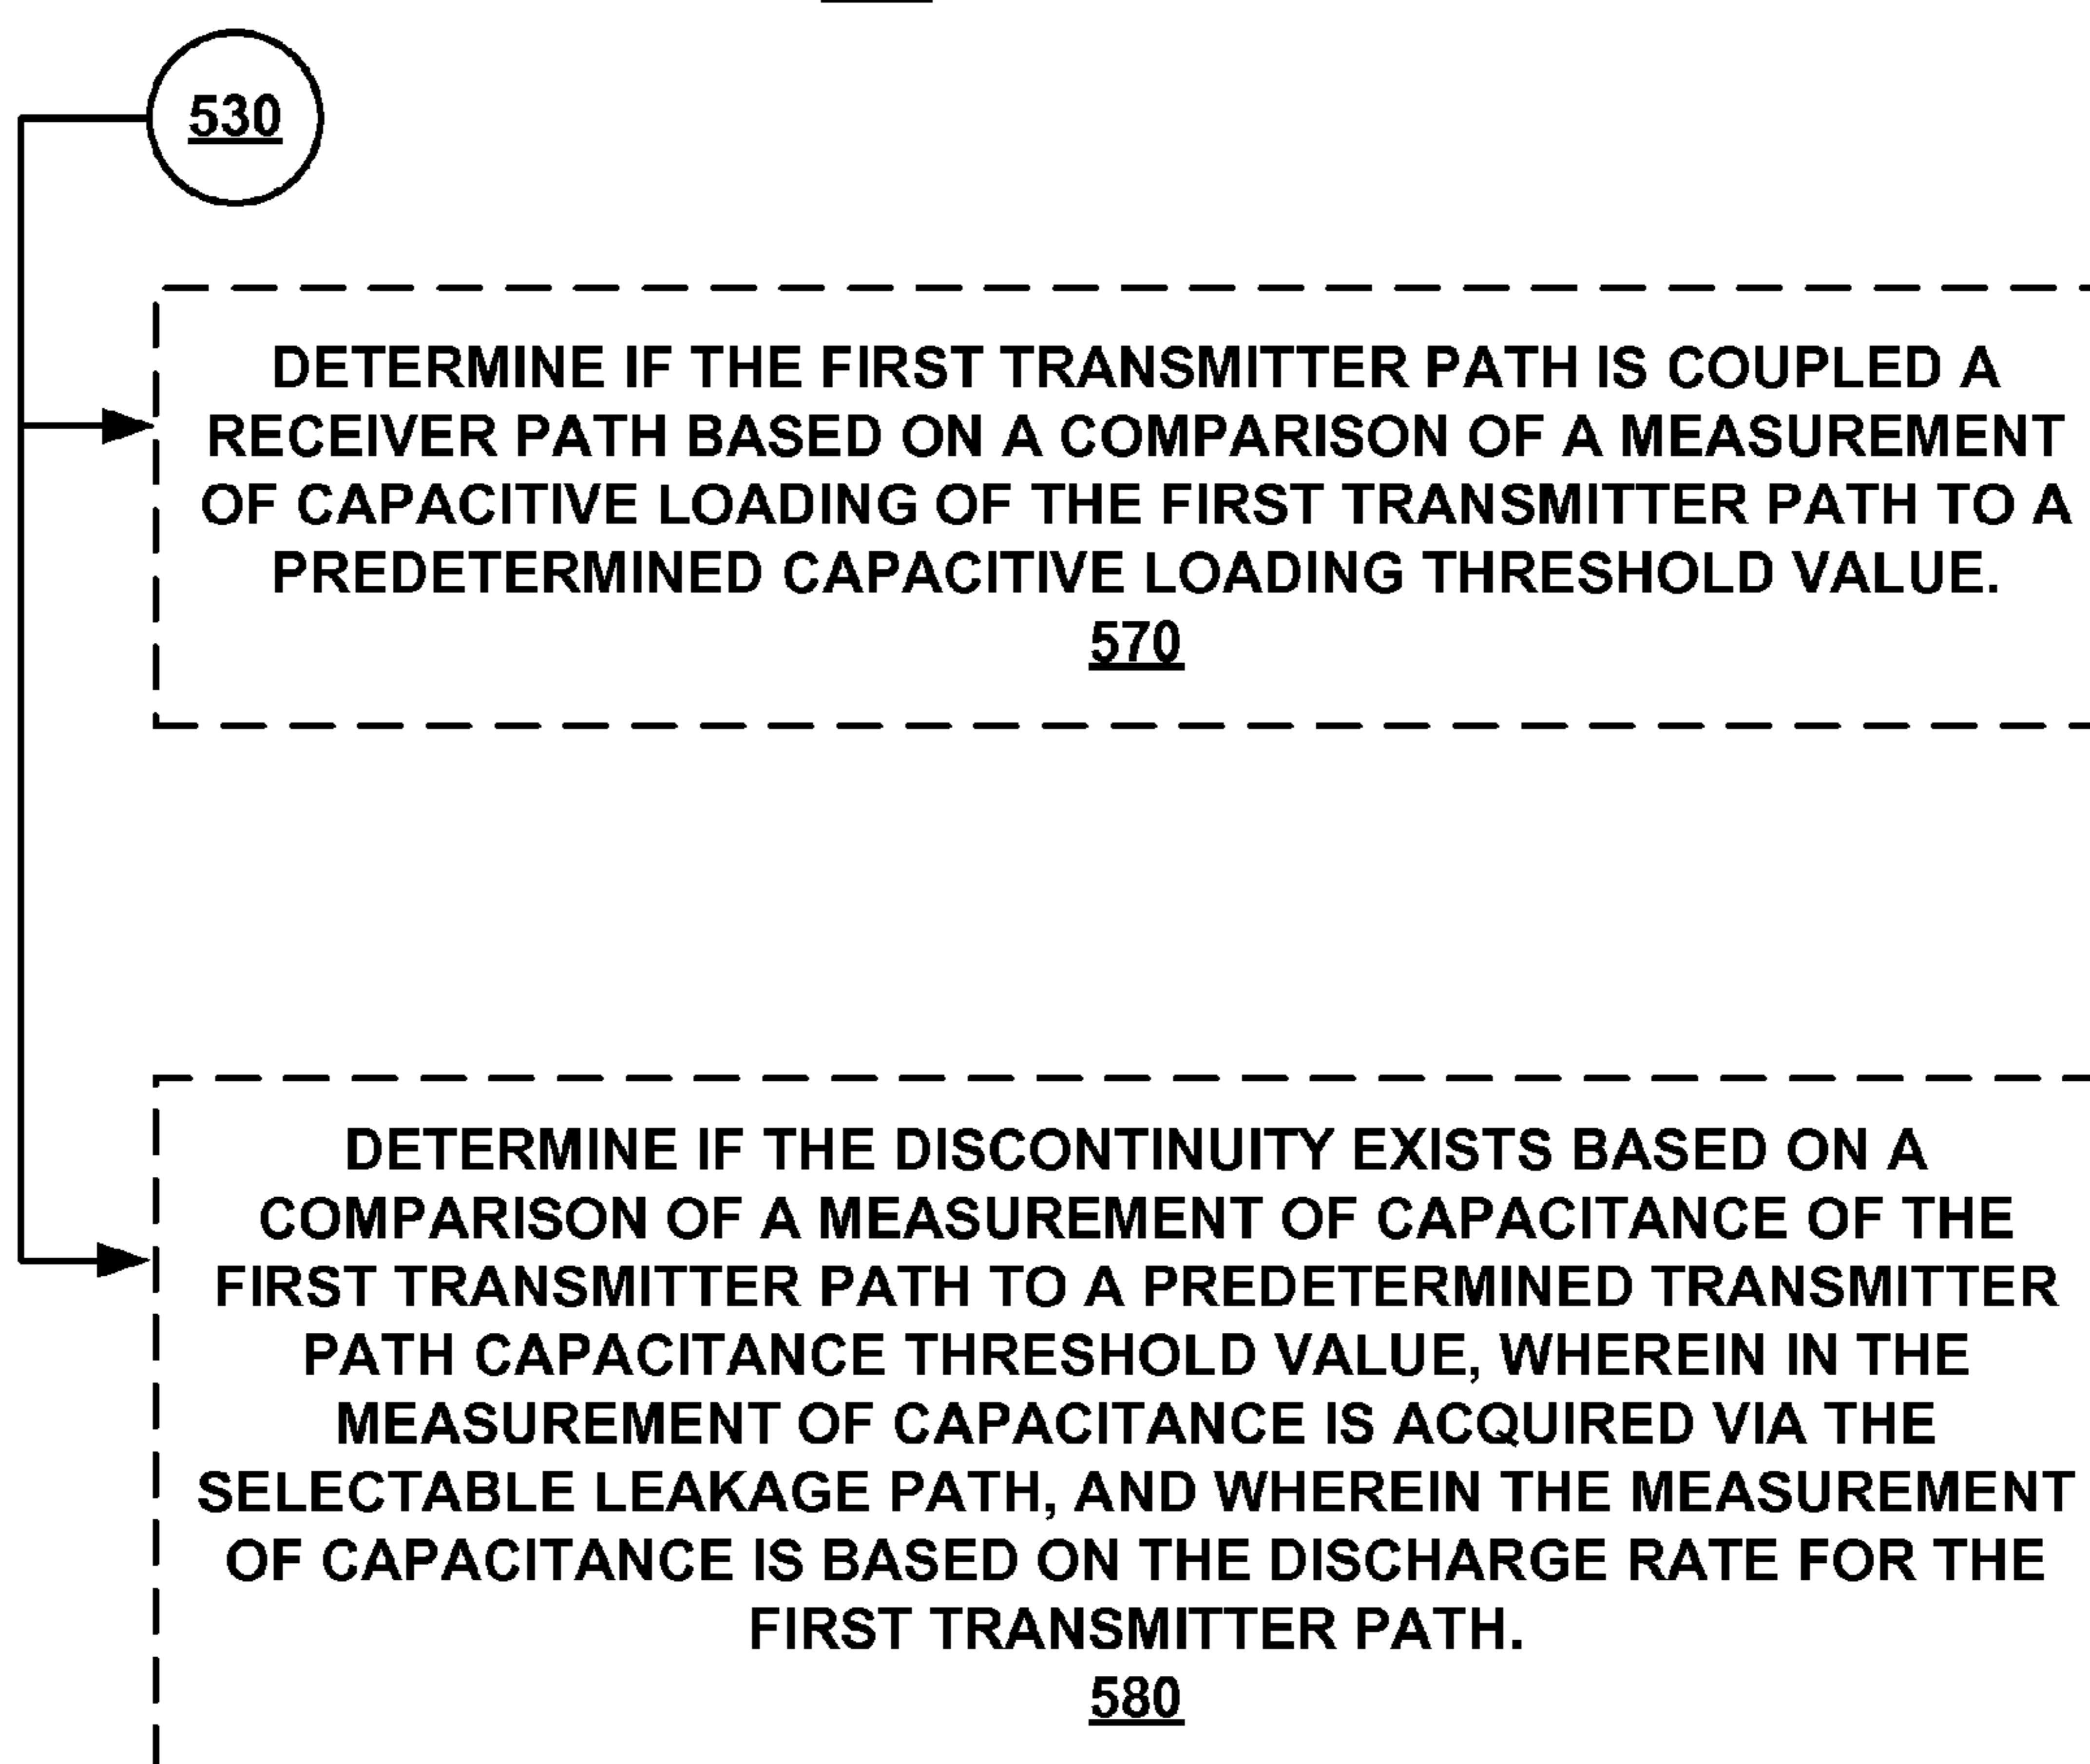 530
DETERMINE IF THE FIRST TRANSMITTER PATH IS COUPLED A
RECEIVER PATH BASED ON A COMPARISON OF A MEASUREMENT
OF CAPACITIVE LOADING OF THE FIRST TRANSMITTER PATH TO A
PREDETERMINED CAPACITIVE LOADING THRESHOLD VALUE.
570
DETERMINE IF THE DISCONTINUITY EXISTS BASED ON A
COMPARISON OF A MEASUREMENT OF CAPACITANCE OF THE
FIRST TRANSMITTER PATH TO A PREDETERMINED TRANSMITTER
PATH CAPACITANCE THRESHOLD VALUE, WHEREIN IN THE
MEASUREMENT OF CAPACITANCE IS ACQUIRED VIA THE
SELECTABLE LEAKAGE PATH, AND WHEREIN THE MEASUREMENT
OF CAPACITANCE IS BASED ON THE DISCHARGE RATE FOR THE
FIRST TRANSMITTER PATH.
580